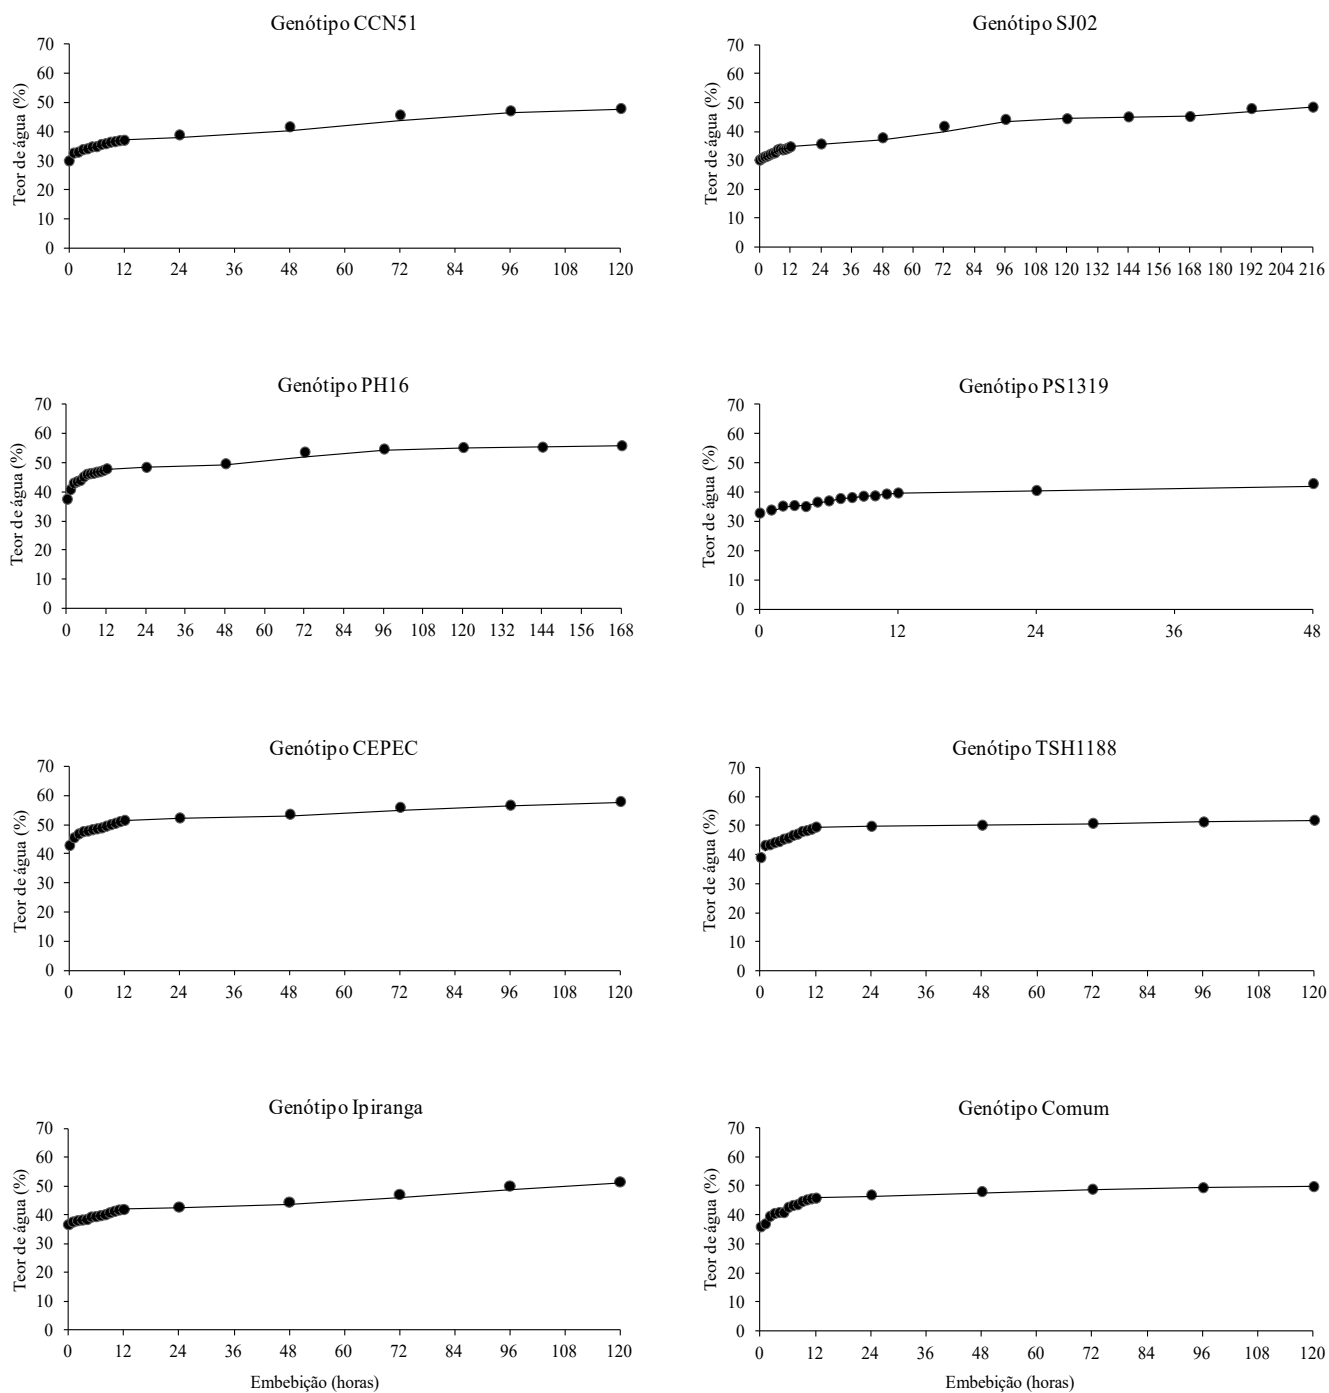 Genótipo CCN51
Teor de água (%)
70
60
50
40
30
20
10
0
0 12 24 36 48 60 72 84 96 108 120
Genótipo SJ02
Teor de água (%)
70
60
50
40
30
20
10
0
0 12 24 36 48 60 72 84 96 108 120 132 144 156 168 180 192 204 216
Genótipo PH16
Teor de água (%)
70
60
50
40
30
20
10
0
0 12 24 36 48 60 72 84 96 108 120 132 144 156 168
Genótipo PS1319
Teor de água (%)
70
60
50
40
30
20
10
0
0 12 24 36 48
Genótipo CEPEC
Teor de água (%)
70
60
50
40
30
20
10
0
0 12 24 36 48 60 72 84 96 108 120
Genótipo TSH1188
Teor de água (%)
70
60
50
40
30
20
10
0
0 12 24 36 48 60 72 84 96 108 120
Genótipo Ipiranga
Teor de água (%)
70
60
50
40
30
20
10
0
0 12 24 36 48 60 72 84 96 108 120
Embebição (horas)
Genótipo Comum
Teor de água (%)
70
60
50
40
30
20
10
0
0 12 24 36 48 60 72 84 96 108 120
Embebição (horas)